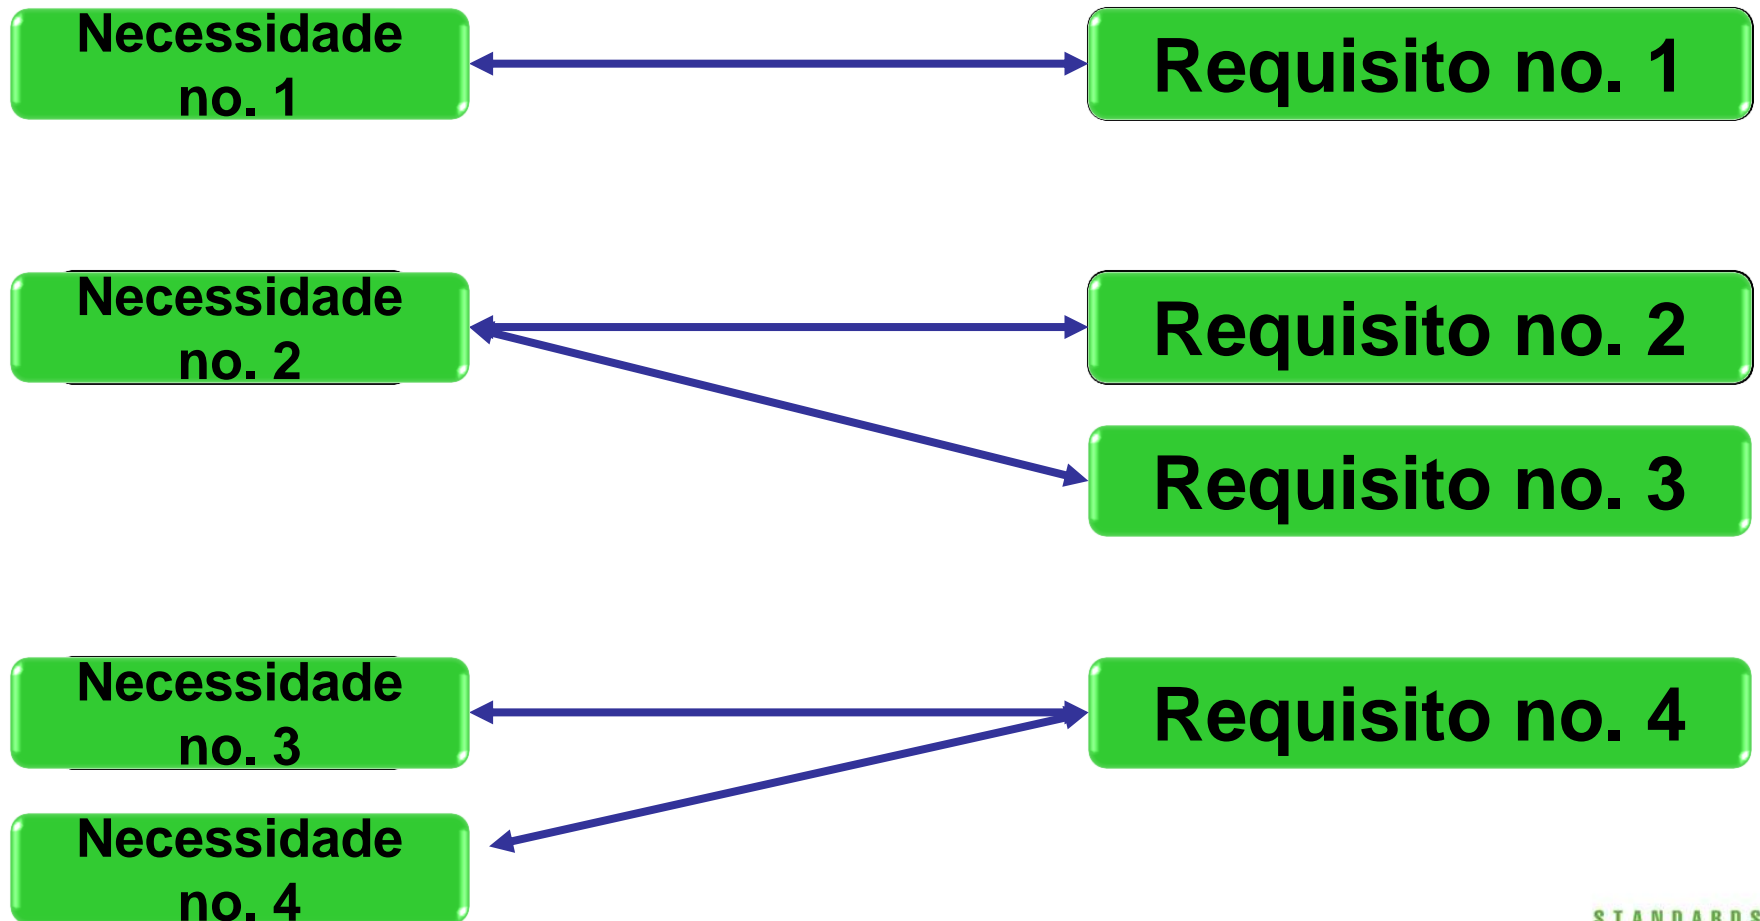 Necessidade
no. 1
Requisito no. 1
Necessidade
no. 2
Requisito no. 2
Requisito no. 3
Necessidade
no. 3
Requisito no. 4
Necessidade
no. 4
STANDARDS